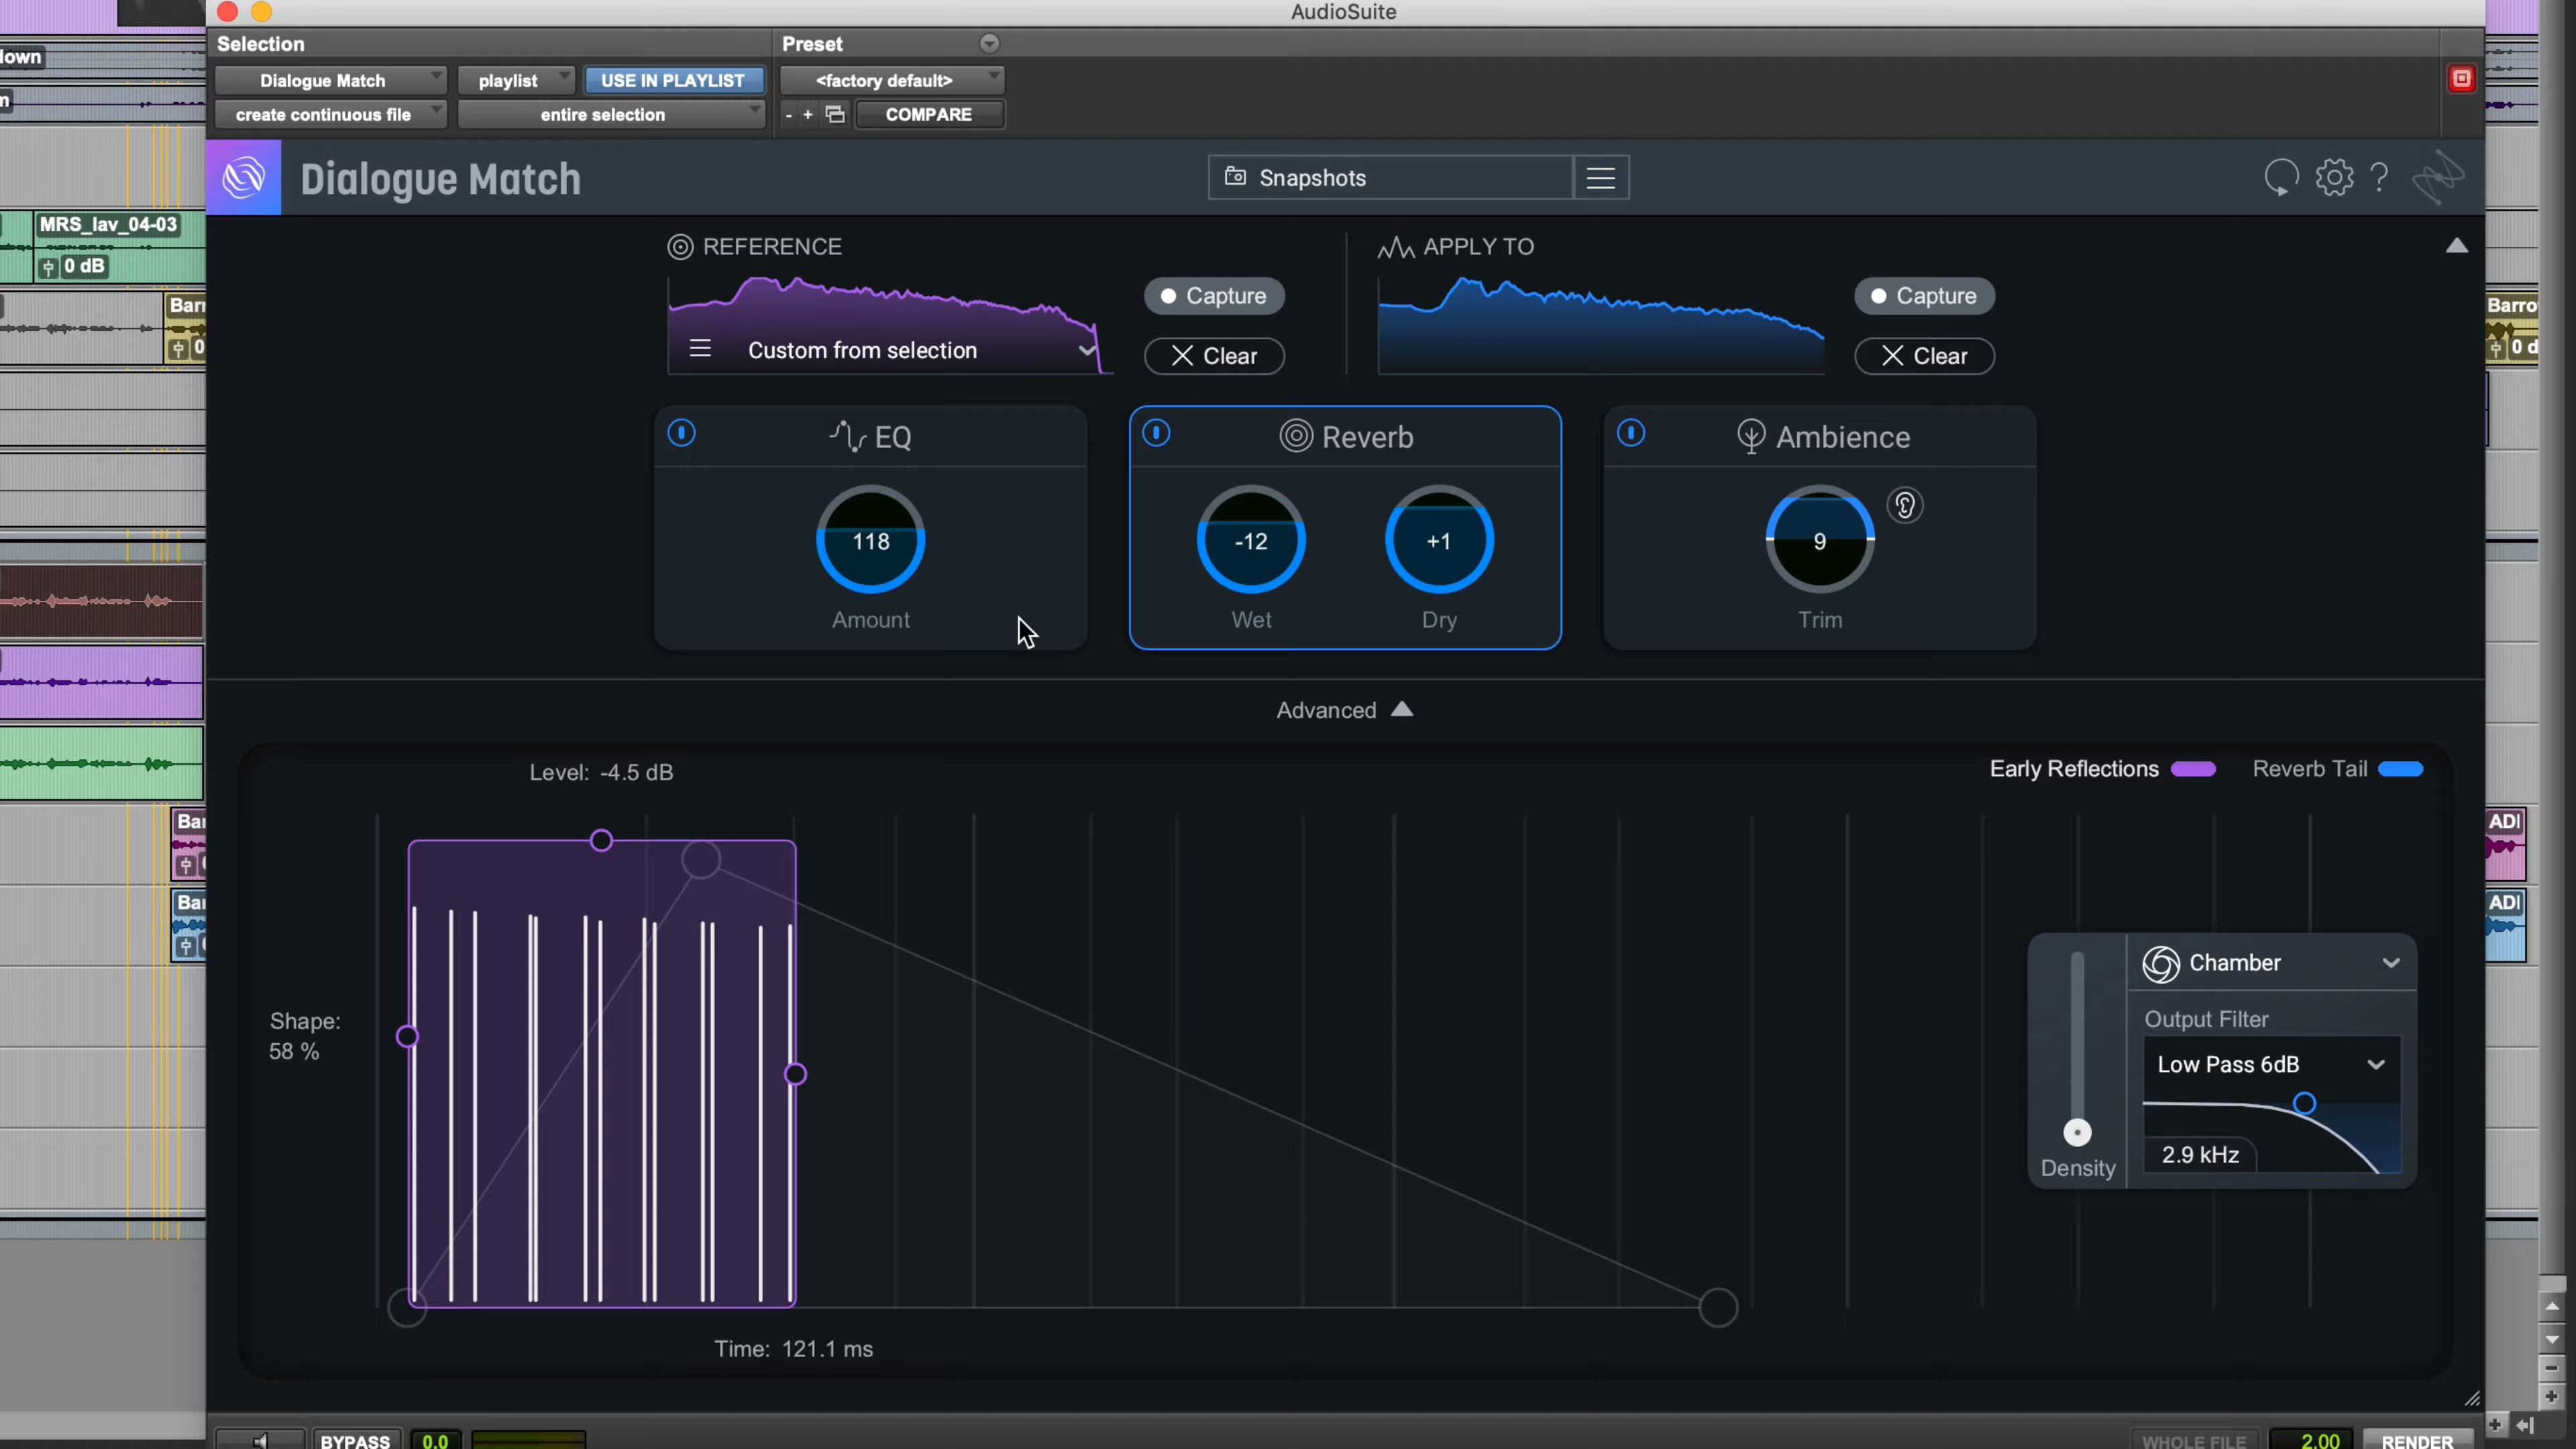 AudioSuite
Selection
Preset
Dialogue Match
playlist
USE IN PLAYLIST
<factory default>
create continuous file
entire selection
- +
COMPARE
Dialogue Match
Snapshots
?
REFERENCE
APPLY TO
Capture
Capture
Custom from selection
Clear
Clear
EQ
Reverb
Ambience
118
-12
+1
9
Amount
Wet
Dry
Trim
Advanced
Level: -4.5 dB
Early Reflections
Reverb Tail
Shape:
58 %
Chamber
Output Filter
Low Pass 6dB
2.9 kHz
Density
Time: 121.1 ms
BYPASS
0.0
WHOLE FILE
2.00
RENDER
MRS_lav_04-03
0 dB